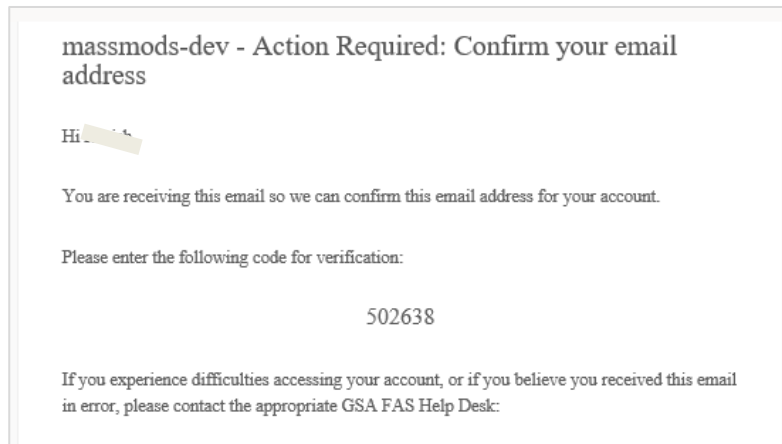 massmods-dev - Action Required: Confirm your email
address
Hi
You are receiving this email so we can confirm this email address for your account.
Please enter the following code for verification:
502638
If you experience difficulties accessing your account, or if you believe you received this email
in error, please contact the appropriate GSA FAS Help Desk: